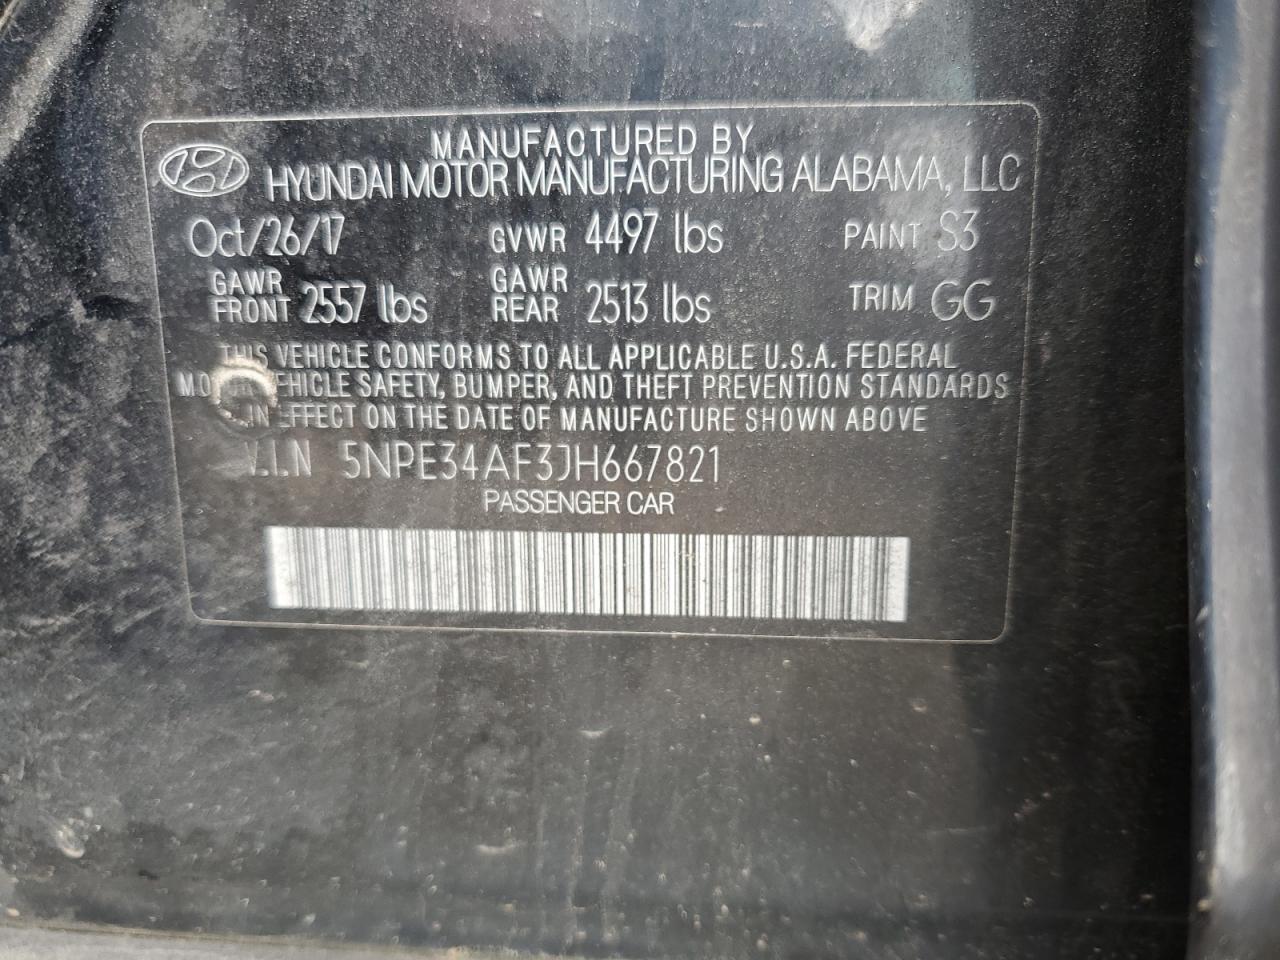 MANUFACTURED BY
HYUNDAI MOTOR MANUFACTURING ALABAMA, LLC
Oct/26/17 GVWR 4497 lbs PAINT S3
GAWR FRONT 2557 lbs GAWR REAR 2513 lbs TRIM GG
THIS VEHICLE CONFORMS TO ALL APPLICABLE U.S.A. FEDERAL
MOTOR VEHICLE SAFETY, BUMPER, AND THEFT PREVENTION STANDARDS
IN EFFECT ON THE DATE OF MANUFACTURE SHOWN ABOVE
V.I.N 5NPE34AF3JH667821
PASSENGER CAR